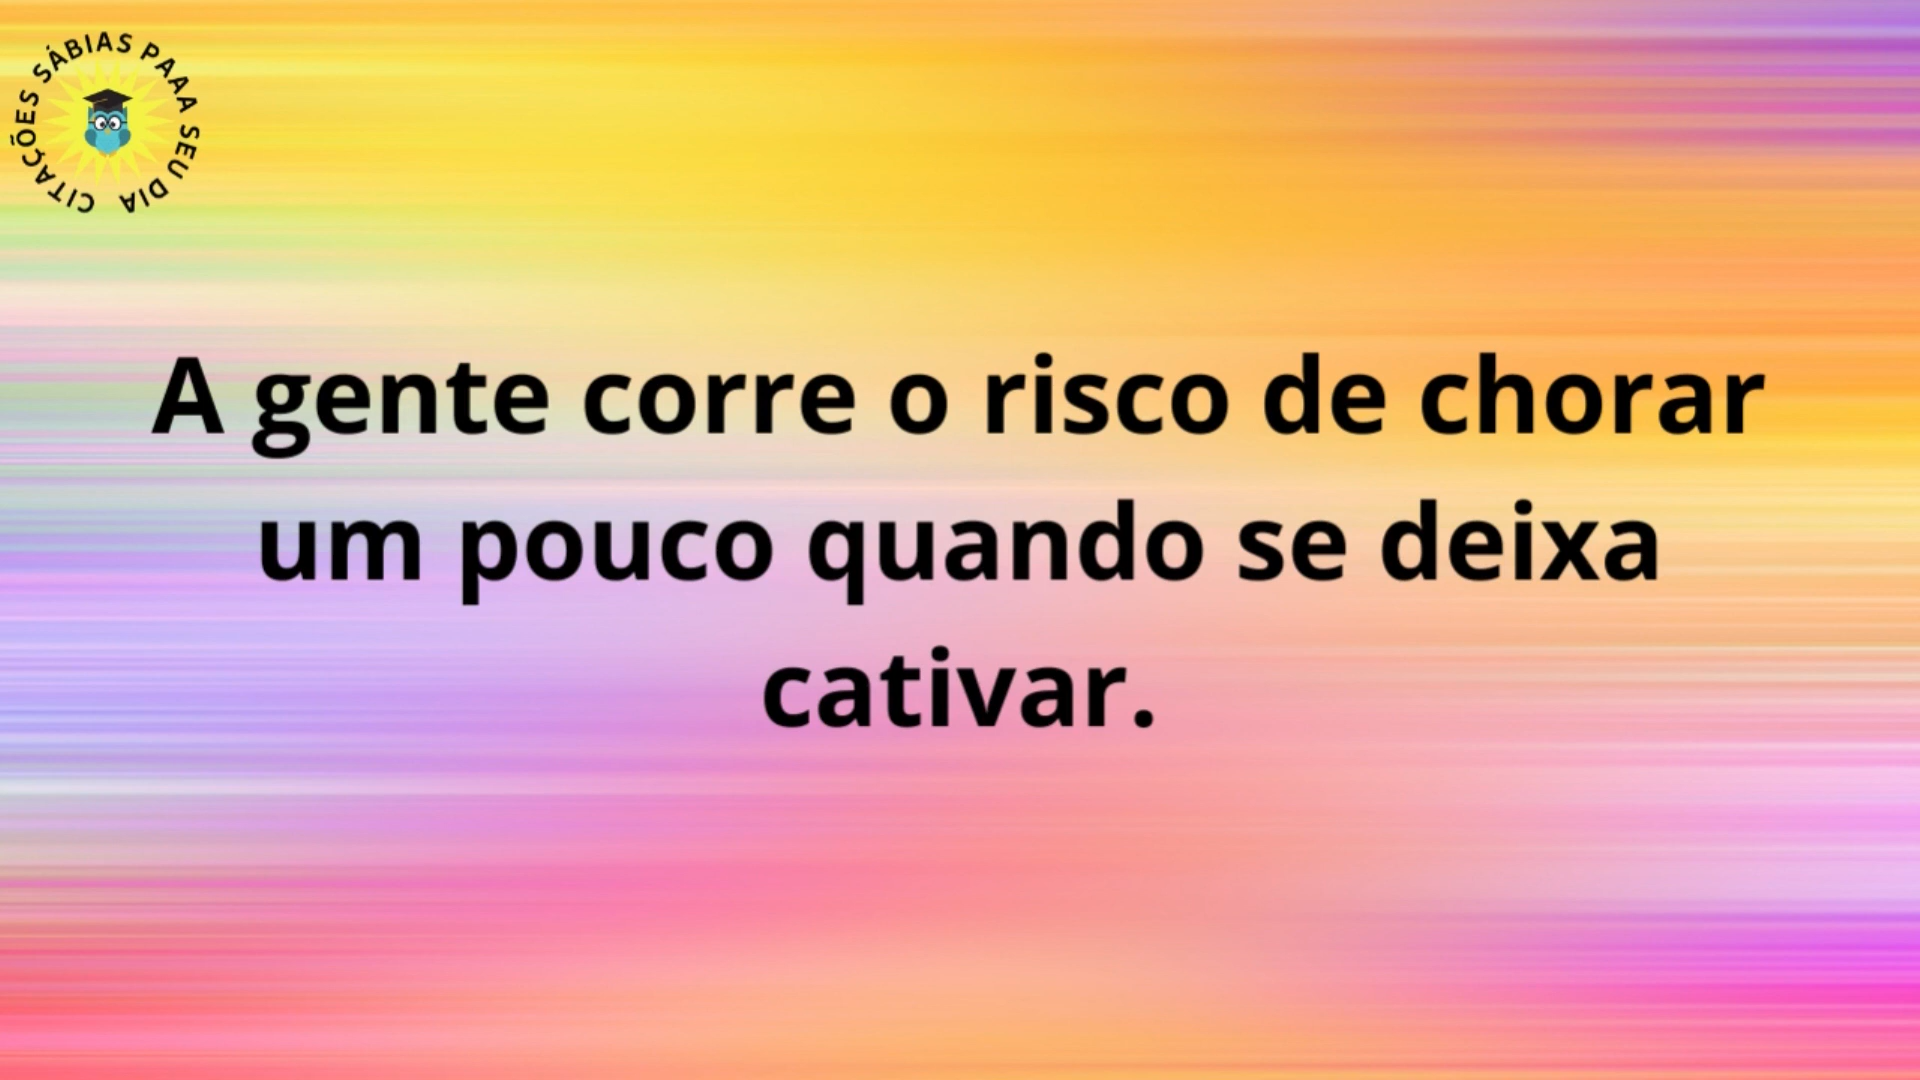 CITAÇÕES SÁBIAS PAAA SEU DIA
A gente corre o risco de chorar
um pouco quando se deixa
cativar.